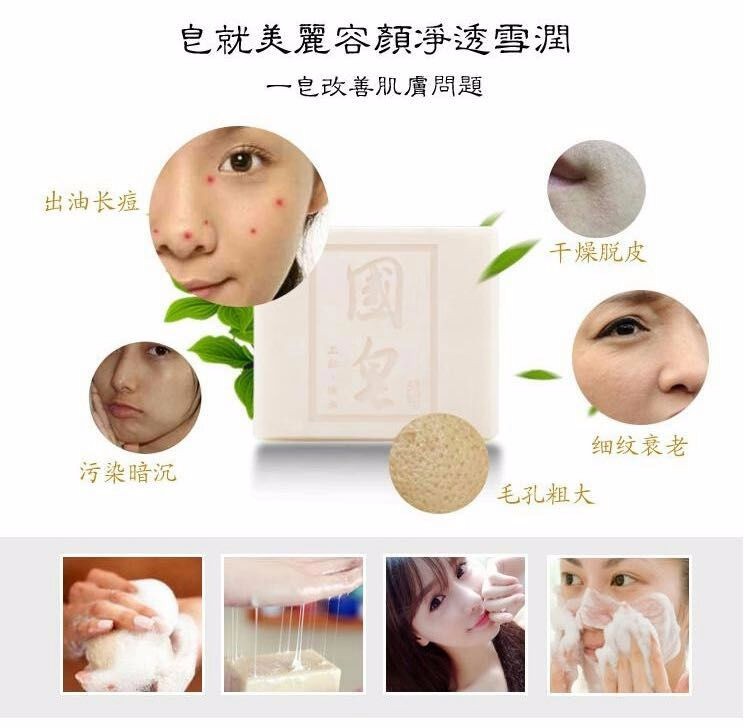 皂就美麗容顏淨透雪潤
一皂改善肌膚問題
出油长痘
干燥脱皮
國皂
污染暗沉
细纹衰老
毛孔粗大